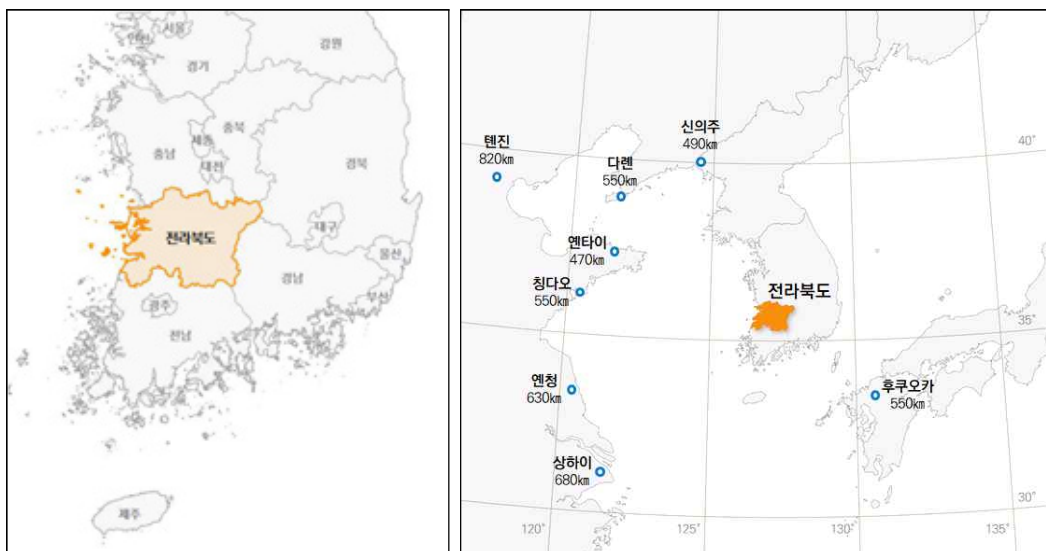 서울
인천
강원
경기
충북
세종
충남
대전
경북
전라북도
대구
울산
경남
부산
광주
전남
제주
신의주
490㎞
40˚
톈진
820㎞
다롄
550㎞
옌타이
470㎞
칭다오
550㎞
전라북도
35˚
옌청
630㎞
후쿠오카
550㎞
상하이
680㎞
30˚
120˚
125˚
130˚
135˚